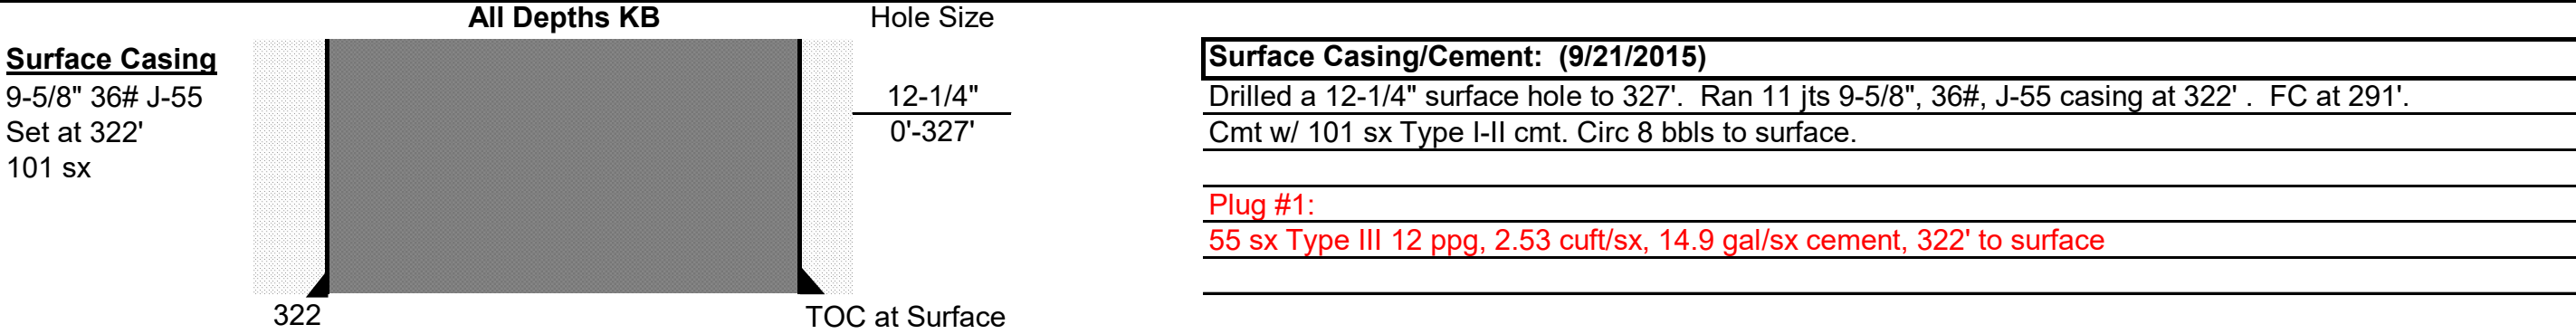 All Depths KB
Hole Size
Surface Casing
9-5/8" 36# J-55
Set at 322'
101 sx
12-1/4"
0'-327'
322
TOC at Surface
Surface Casing/Cement:  (9/21/2015)
Drilled a 12-1/4" surface hole to 327'.  Ran 11 jts 9-5/8", 36#, J-55 casing at 322' .  FC at 291'.
Cmt w/ 101 sx Type I-II cmt. Circ 8 bbls to surface.
Plug #1:
55 sx Type III 12 ppg, 2.53 cuft/sx, 14.9 gal/sx cement, 322' to surface